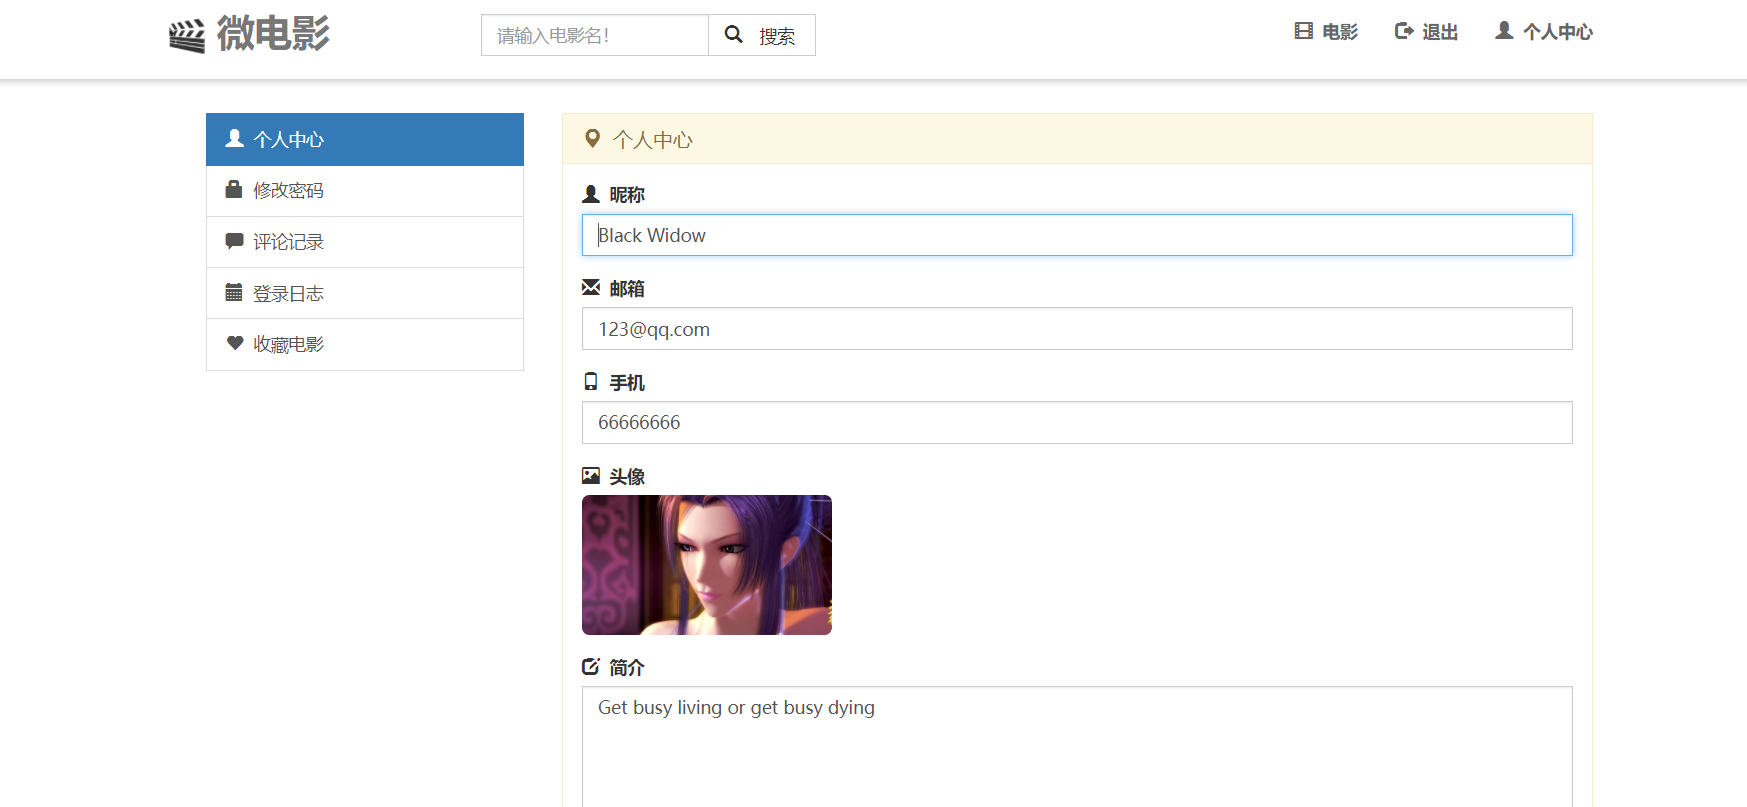 微电影
请输入电影名!
搜索
电影
退出
个人中心
个人中心
修改密码
评论记录
登录日志
收藏电影
个人中心
昵称
Black Widow
邮箱
123@qq.com
手机
66666666
头像
简介
Get busy living or get busy dying